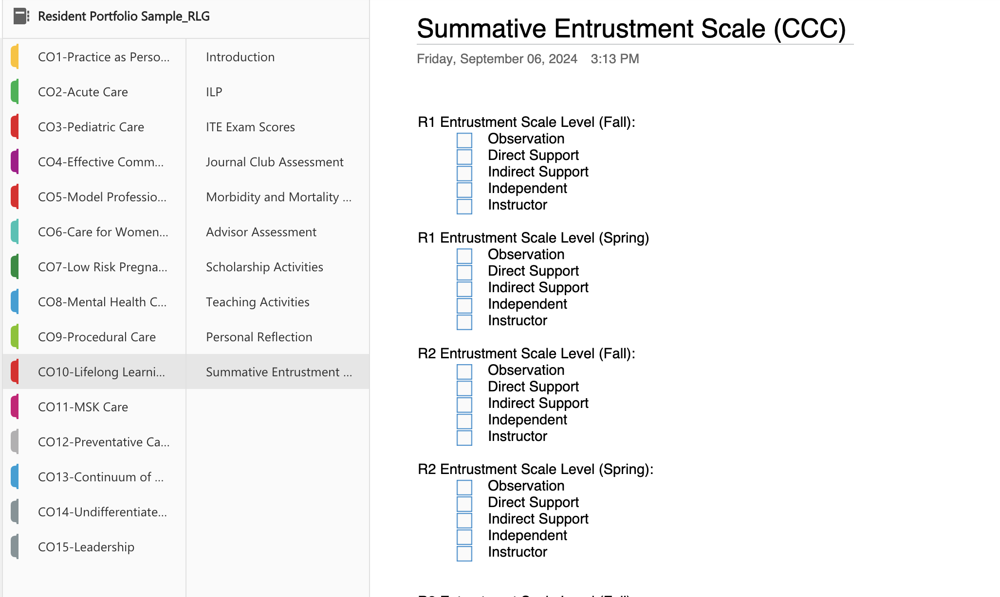 Resident Portfolio Sample_RLG
CO1-Practice as Perso...
CO2-Acute Care
CO3-Pediatric Care
CO4-Effective Comm...
CO5-Model Professio...
CO6-Care for Women...
CO7-Low Risk Pregna...
CO8-Mental Health C...
CO9-Procedural Care
CO10-Lifelong Learni...
CO11-MSK Care
CO12-Preventative Ca...
CO13-Continuum of ...
CO14-Undifferentiate...
CO15-Leadership
Introduction
ILP
ITE Exam Scores
Journal Club Assessment
Morbidity and Mortality ...
Advisor Assessment
Scholarship Activities
Teaching Activities
Personal Reflection
Summative Entrustment ...
Summative Entrustment Scale (CCC)
Friday, September 06, 2024 3:13 PM
R1 Entrustment Scale Level (Fall):
Observation
Direct Support
Indirect Support
Independent
Instructor
R1 Entrustment Scale Level (Spring)
Observation
Direct Support
Indirect Support
Independent
Instructor
R2 Entrustment Scale Level (Fall):
Observation
Direct Support
Indirect Support
Independent
Instructor
R2 Entrustment Scale Level (Spring):
Observation
Direct Support
Indirect Support
Independent
Instructor